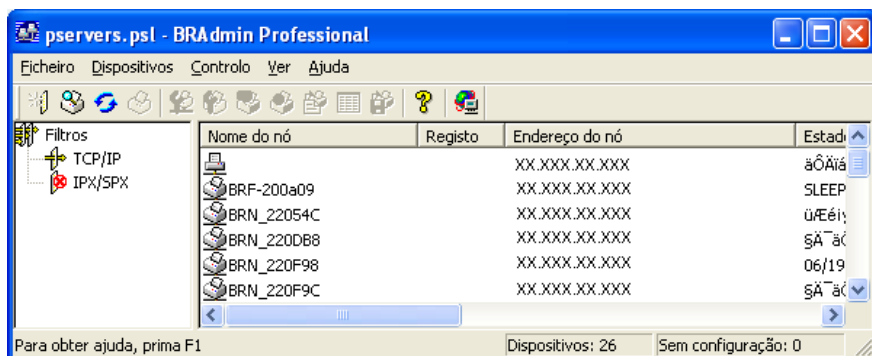 pservers.psl - BRAdmin Professional
Ficheiro Dispositivos Controlo Ver Ajuda
Filtros
TCP/IP
IPX/SPX
Nome do nó Registo Endereço do nó
XX.XXX.XX.XXX
BRF-200a09 XX.XXX.XX.XXX SLEEP
BRN_22054C XX.XXX.XX.XXX
BRN_220DB8 XX.XXX.XX.XXX
BRN_220F98 XX.XXX.XX.XXX 06/19
BRN_220F9C XX.XXX.XX.XXX
Para obter ajuda, prima F1 Dispositivos: 26 Sem configuração: 0